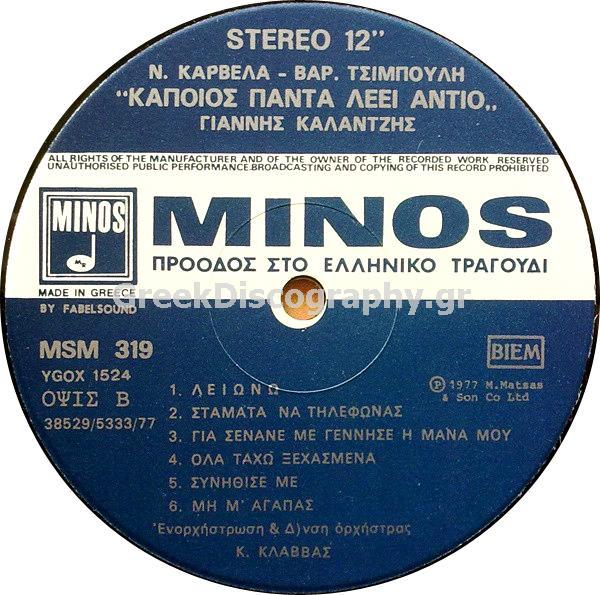 STEREO 12"
Ν. ΚΑΡΒΕΛΑ - ΒΑΡ. ΤΣΙΜΠΟΥΛΗ
"ΚΑΠΟΙΟΣ ΠΑΝΤΑ ΛΕΕΙ ΑΝΤΙΟ„
ΓΙΑΝΝΗΣ ΚΑΛΑΝΤΖΗΣ
ALL RIGHTS OF THE MANUFACTURER AND OF THE OWNER OF THE RECORDED WORK RESERVED
UNAUTHORISED PUBLIC PERFORMANCE.BROADCASTING AND COPYING OF THIS RECORD PROHIBITED
MINOS
MINOS
ΠΡΟΟΔΟΣ ΣΤΟ ΕΛΛΗΝΙΚΟ ΤΡΑΓΟΥΔΙ
MADE IN GREECE
BY FABELSOUND
GreekDiscography.gr
MSM 319
YGOX 1524
ΟΨΙΣ Β
38529/5333/77
BIEM
Ⓟ 1977 M.Matsas
& Son Co Ltd
1. ΛΕΙΩΝΩ
2. ΣΤΑΜΑΤΑ ΝΑ ΤΗΛΕΦΩΝΑΣ
3. ΓΙΑ ΣΕΝΑΝΕ ΜΕ ΓΕΝΝΗΣΕ Η ΜΑΝΑ ΜΟΥ
4. ΟΛΑ ΤΑΧΩ ΞΕΧΑΣΜΕΝΑ
5. ΣΥΝΗΘΙΣΕ ΜΕ
6. ΜΗ Μ' ΑΓΑΠΑΣ
Ἐνορχήστρωση & Δ)νση ὀρχήστρας
Κ. ΚΛΑΒΒΑΣ